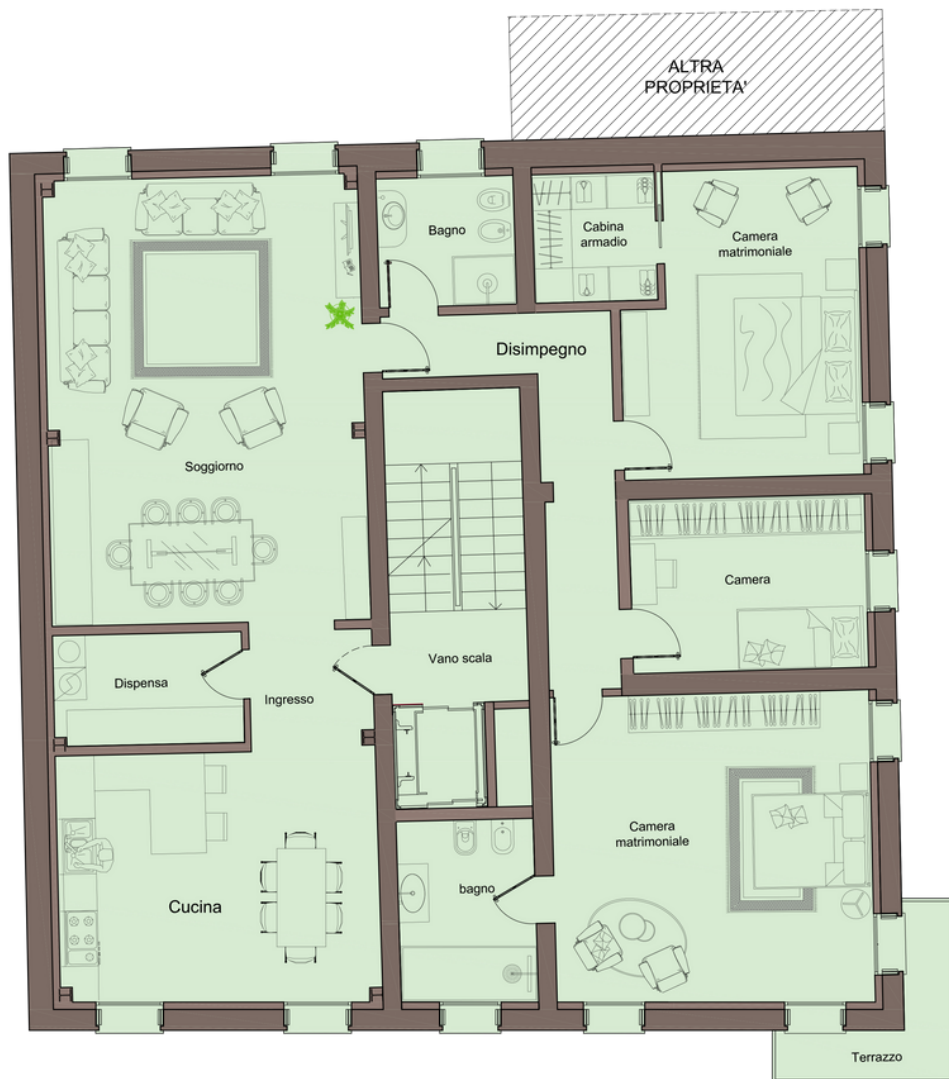 ALTRA
PROPRIETA'
Bagno
Cabina
armadio
Camera
matrimoniale
Disimpegno
Soggiorno
Camera
Vano scala
Dispensa
Ingresso
Camera
matrimoniale
bagno
Cucina
Terrazzo